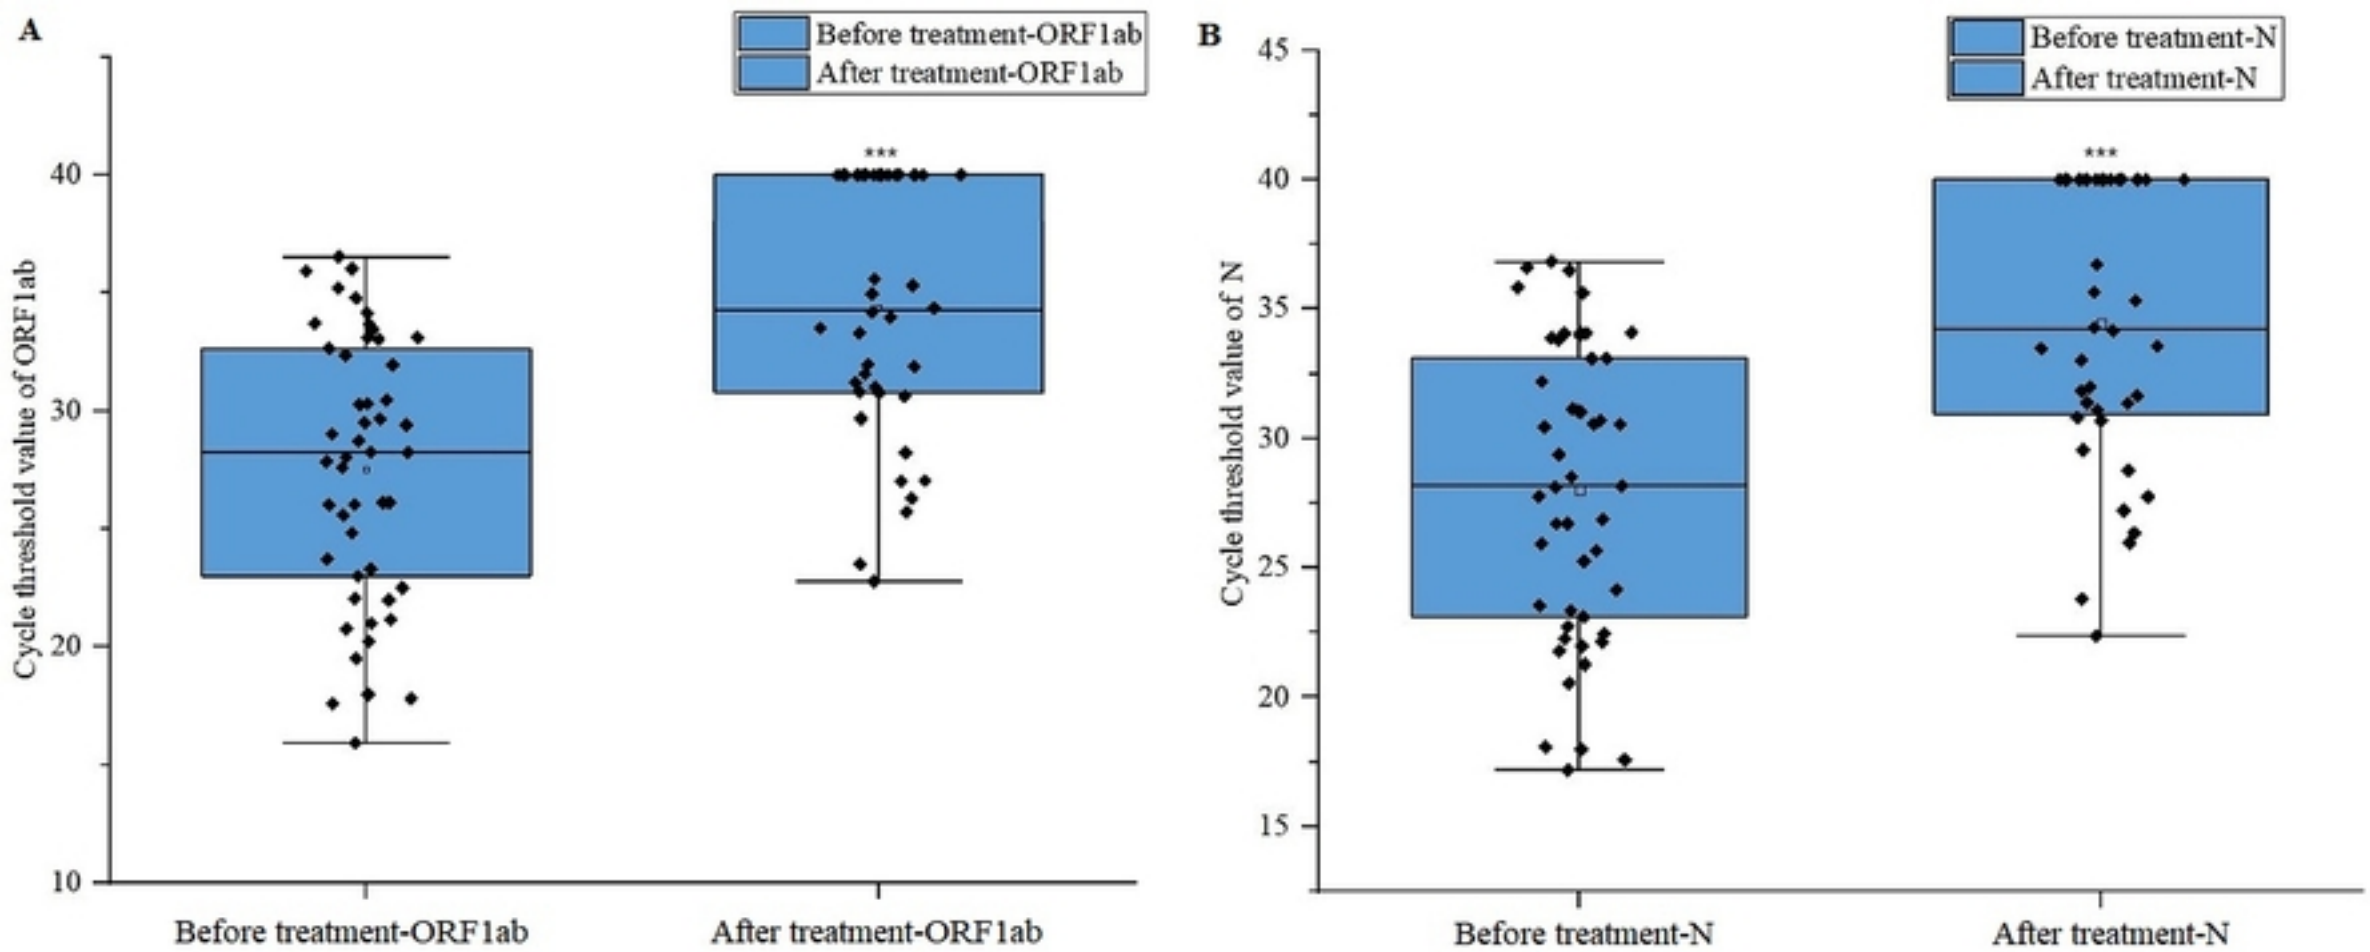 A
Before treatment-ORF1ab
After treatment-ORF1ab
***
40
30
20
10
Cycle threshold value of ORF1ab
Before treatment-ORF1ab
After treatment-ORF1ab
B
Before treatment-N
After treatment-N
***
45
40
35
30
25
20
15
Cycle threshold value of N
Before treatment-N
After treatment-N